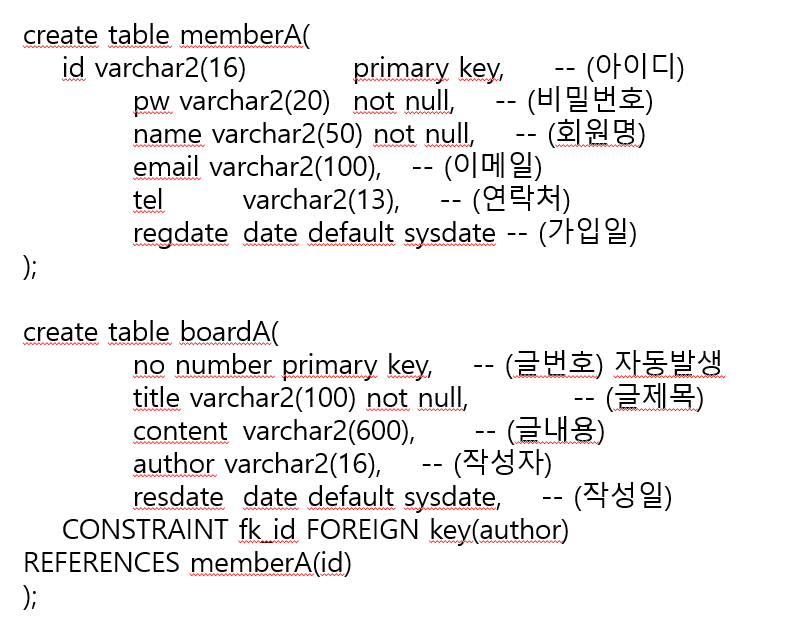 create table memberA(
id varchar2(16) primary key, -- (아이디)
pw varchar2(20) not null, -- (비밀번호)
name varchar2(50) not null, -- (회원명)
email varchar2(100), -- (이메일)
tel varchar2(13), -- (연락처)
regdate date default sysdate -- (가입일)
);
create table boardA(
no number primary key, -- (글번호) 자동발생
title varchar2(100) not null, -- (글제목)
content varchar2(600), -- (글내용)
author varchar2(16), -- (작성자)
resdate date default sysdate, -- (작성일)
CONSTRAINT fk_id FOREIGN key(author)
REFERENCES memberA(id)
);